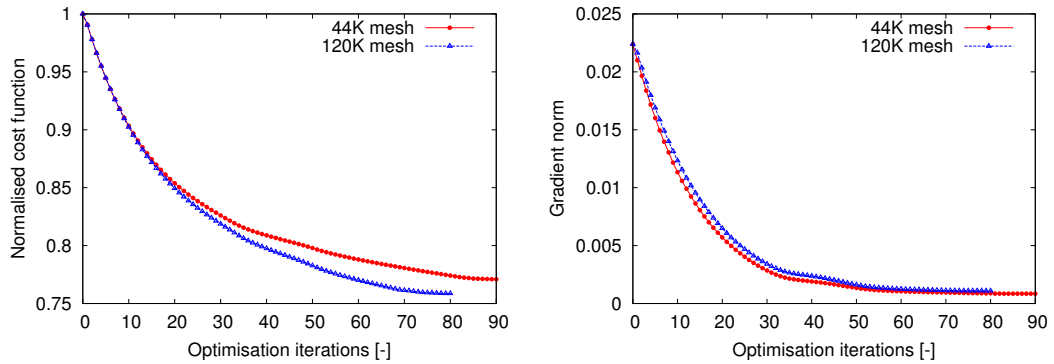 1
0.95
0.9
0.85
0.8
0.75
0 10 20 30 40 50 60 70 80 90
Normalised cost function
Optimisation iterations [-]
44K mesh
120K mesh
0.025
0.02
0.015
0.01
0.005
0
0 10 20 30 40 50 60 70 80 90
Gradient norm
Optimisation iterations [-]
44K mesh
120K mesh